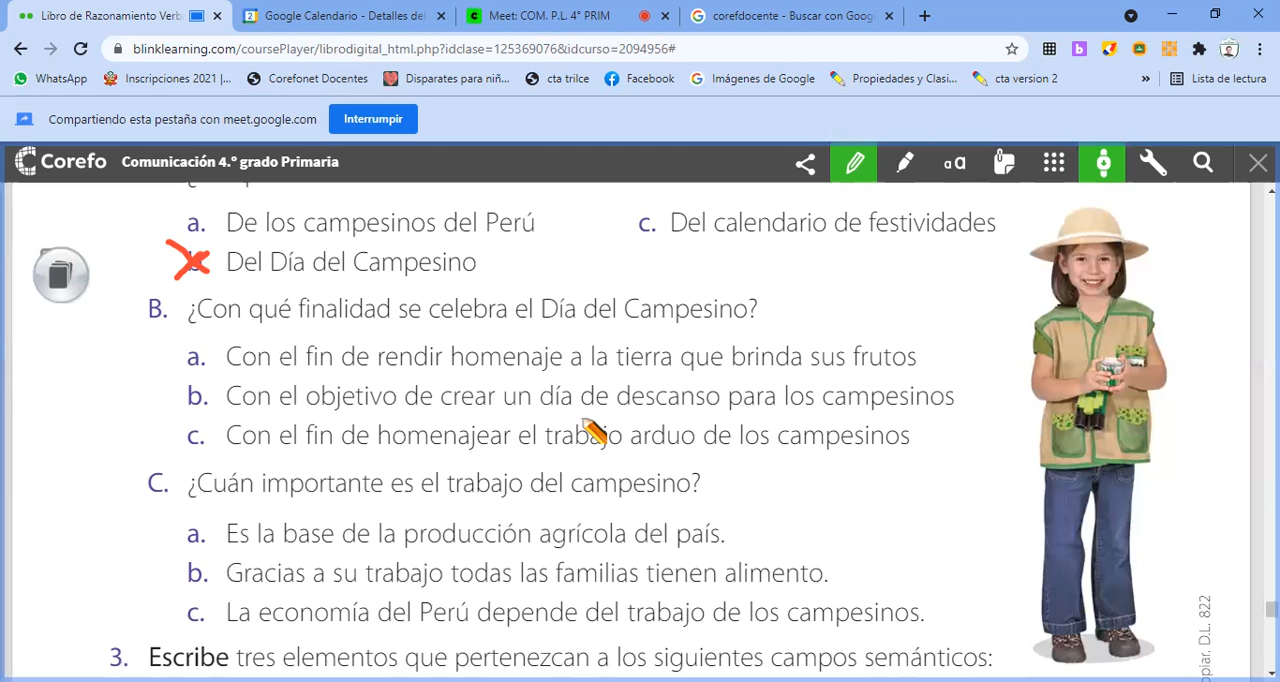 Libro de Razonamiento Verba
Google Calendario - Detalles del
Meet: COM. P.L. 4° PRIM
corefdocente - Buscar con Goog
blinklearning.com/coursePlayer/librodigital_html.php?idclase=125369076&idcurso=2094956#
WhatsApp
Inscripciones 2021 |...
Corefonet Docentes
Disparates para niñ...
cta trilce
Facebook
Imágenes de Google
Propiedades y Clasi...
cta version 2
»
Lista de lectura
Compartiendo esta pestaña con meet.google.com
Interrumpir
Corefo
Comunicación 4.º grado Primaria
aa
a. De los campesinos del Perú
c. Del calendario de festividades
Del Día del Campesino
B. ¿Con qué finalidad se celebra el Día del Campesino?
a. Con el fin de rendir homenaje a la tierra que brinda sus frutos
b. Con el objetivo de crear un día de descanso para los campesinos
c. Con el fin de homenajear el trabajo arduo de los campesinos
C. ¿Cuán importante es el trabajo del campesino?
a. Es la base de la producción agrícola del país.
b. Gracias a su trabajo todas las familias tienen alimento.
c. La economía del Perú depende del trabajo de los campesinos.
3. Escribe tres elementos que pertenezcan a los siguientes campos semánticos:
opiar. D.L. 822